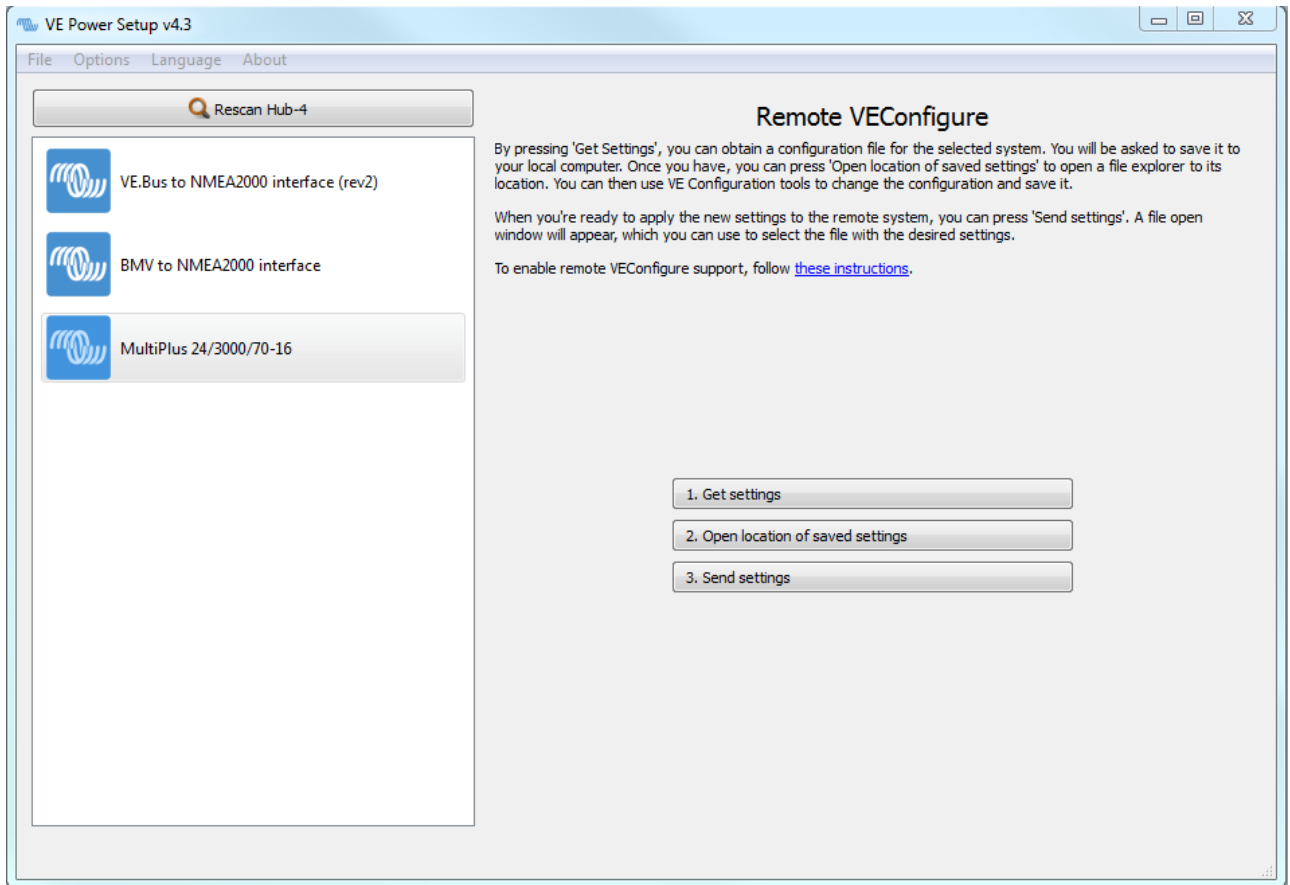 VE Power Setup v4.3
File Options Language About
Rescan Hub-4
VE.Bus to NMEA2000 interface (rev2)
BMV to NMEA2000 interface
MultiPlus 24/3000/70-16
Remote VEConfigure
By pressing 'Get Settings', you can obtain a configuration file for the selected system. You will be asked to save it to
your local computer. Once you have, you can press 'Open location of saved settings' to open a file explorer to its
location. You can then use VE Configuration tools to change the configuration and save it.
When you're ready to apply the new settings to the remote system, you can press 'Send settings'. A file open
window will appear, which you can use to select the file with the desired settings.
To enable remote VEConfigure support, follow these instructions.
1. Get settings
2. Open location of saved settings
3. Send settings